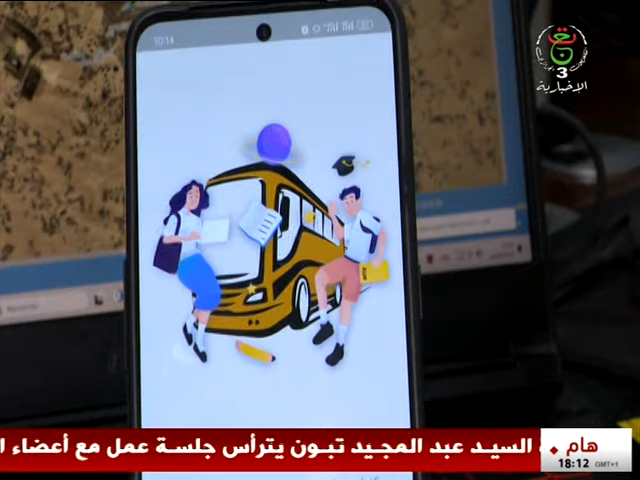 10:14
3
الإخبارية
ة السيد عبد المجيد تبون يترأس جلسة عمل مع أعضاء ا
هام
18:12 GMT+1